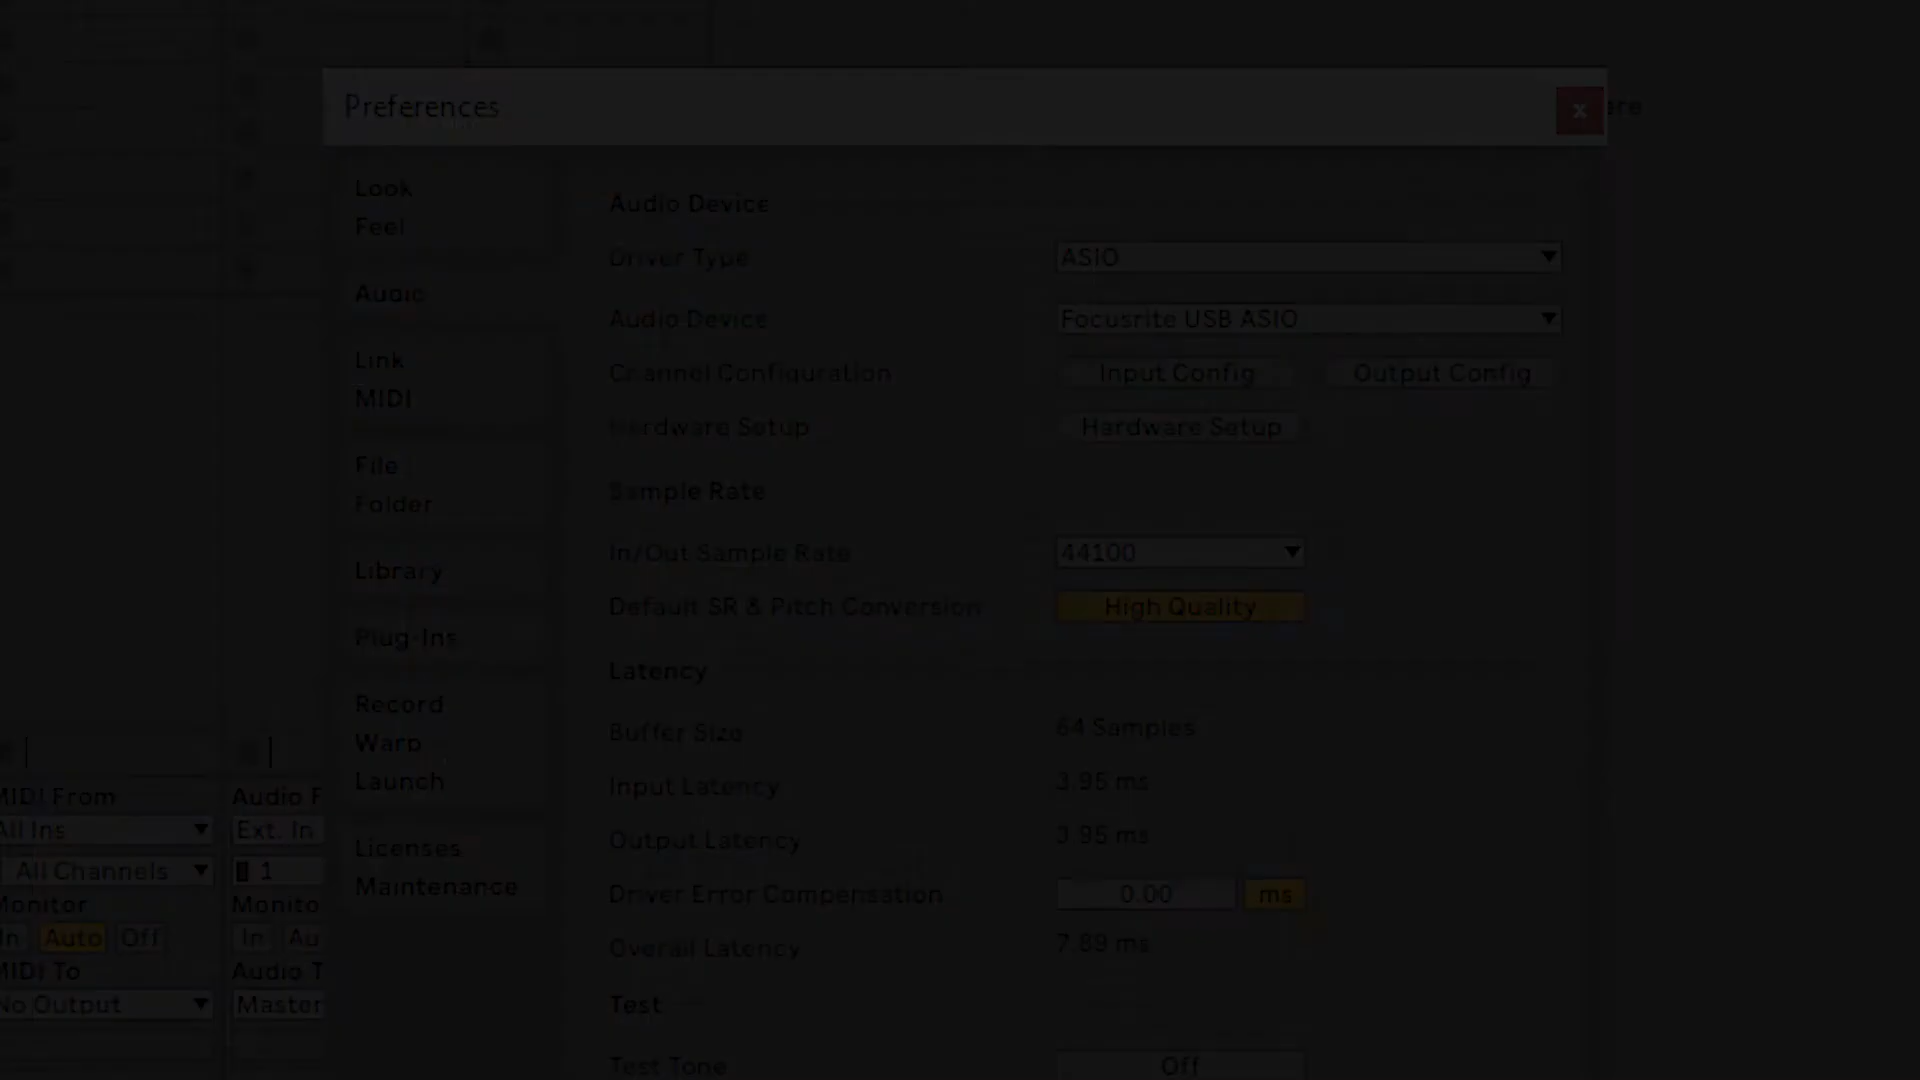 Preferences
x
ere
Look
Feel
Audio
Link
MIDI
File
Folder
Library
Plug-Ins
Record
Warp
Launch
Licenses
Maintenance
Audio Device
Driver Type
ASIO
Audio Device
Focusrite USB ASIO
Channel Configuration
Input Config
Output Config
Hardware Setup
Hardware Setup
Sample Rate
In/Out Sample Rate
44100
Default SR & Pitch Conversion
High Quality
Latency
Buffer Size
64 Samples
Input Latency
3.95 ms
Output Latency
3.95 ms
Driver Error Compensation
0.00
ms
Overall Latency
7.89 ms
Test
Test Tone
Off
MIDI From
All Ins
All Channels
Monitor
In Auto Off
MIDI To
No Output
Audio F
Ext. In
1
Monito
In Au
Audio T
Master